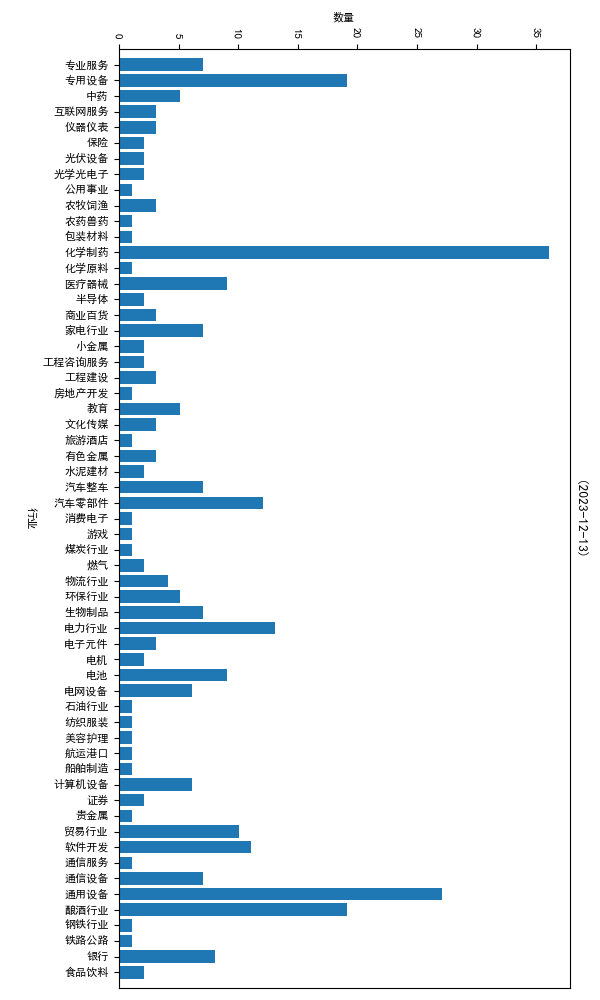 数量
0 5 10 15 20 25 30 35
专业服务
专用设备
中药
互联网服务
仪器仪表
保险
光伏设备
光学光电子
公用事业
农牧饲渔
农药兽药
包装材料
化学制药
化学原料
医疗器械
半导体
商业百货
家电行业
小金属
工程咨询服务
工程建设
房地产开发
教育
文化传媒
旅游酒店
有色金属
水泥建材
汽车整车
汽车零部件
消费电子
游戏
煤炭行业
燃气
物流行业
环保行业
生物制品
电力行业
电子元件
电机
电池
电网设备
石油行业
纺织服装
美容护理
航运港口
船舶制造
计算机设备
证券
贵金属
贸易行业
软件开发
通信服务
通信设备
通用设备
酿酒行业
钢铁行业
铁路公路
银行
食品饮料
行业
(2023-12-13)